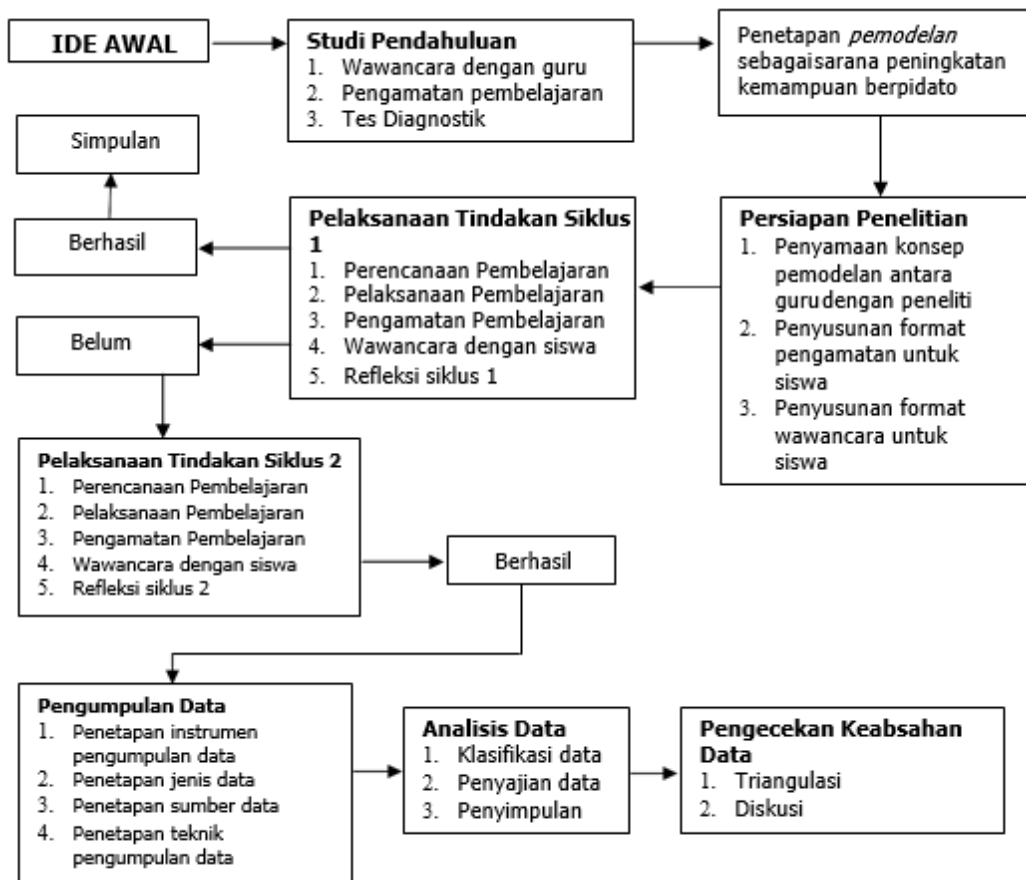 IDE AWAL
Studi Pendahuluan
1. Wawancara dengan guru
2. Pengamatan pembelajaran
3. Tes Diagnostik
Penetapan pemodelan
sebagaisarana peningkatan
kemampuan berpidato
Persiapan Penelitian
1. Penyamaan konsep
pemodelan antara
gurudengan peneliti
2. Penyusunan format
pengamatan untuk
siswa
3. Penyusunan format
wawancara untuk
siswa
Pelaksanaan Tindakan Siklus
1
1. Perencanaan Pembelajaran
2. Pelaksanaan Pembelajaran
3. Pengamatan Pembelajaran
4. Wawancara dengan siswa
5. Refleksi siklus 1
Simpulan
Berhasil
Belum
Pelaksanaan Tindakan Siklus 2
1. Perencanaan Pembelajaran
2. Pelaksanaan Pembelajaran
3. Pengamatan Pembelajaran
4. Wawancara dengan siswa
5. Refleksi siklus 2
Berhasil
Pengumpulan Data
1. Penetapan instrumen
pengumpulan data
2. Penetapan jenis data
3. Penetapan sumber data
4. Penetapan teknik
pengumpulan data
Analisis Data
1. Klasifikasi data
2. Penyajian data
3. Penyimpulan
Pengecekan Keabsahan
Data
1. Triangulasi
2. Diskusi